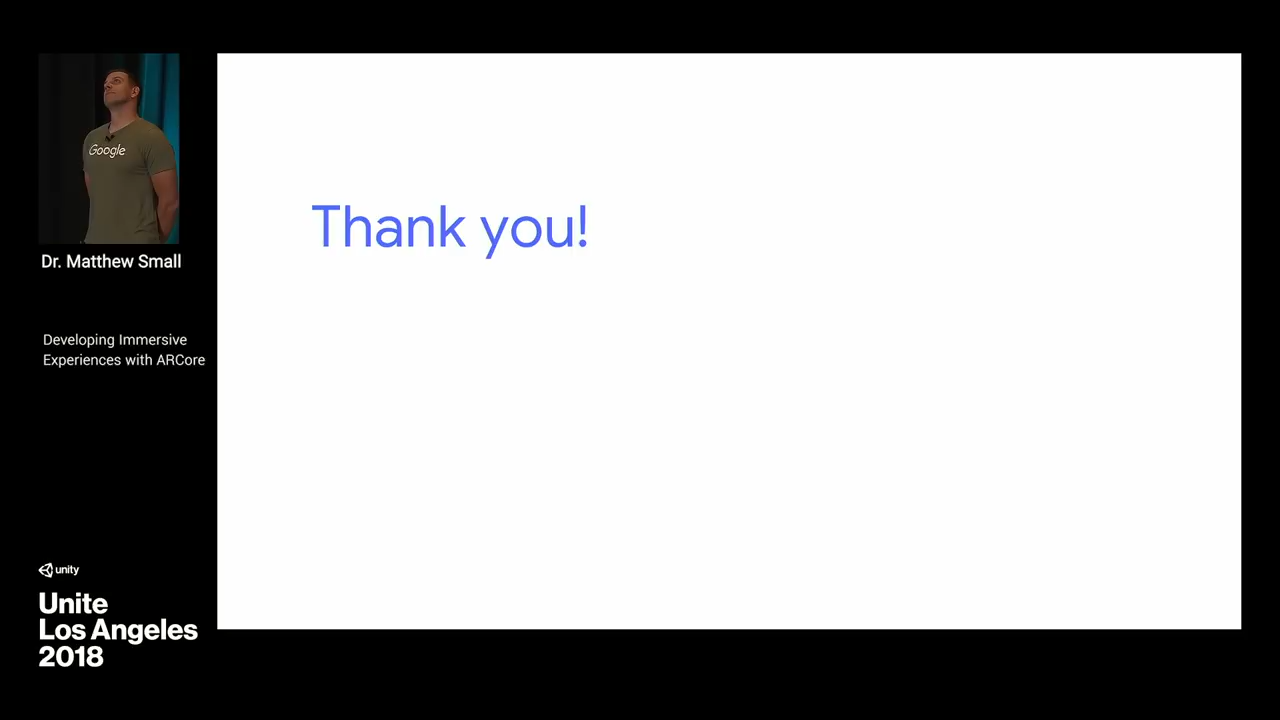 Google
Dr. Matthew Small
Developing Immersive
Experiences with ARCore
unity
Unite
Los Angeles
2018
Thank you!